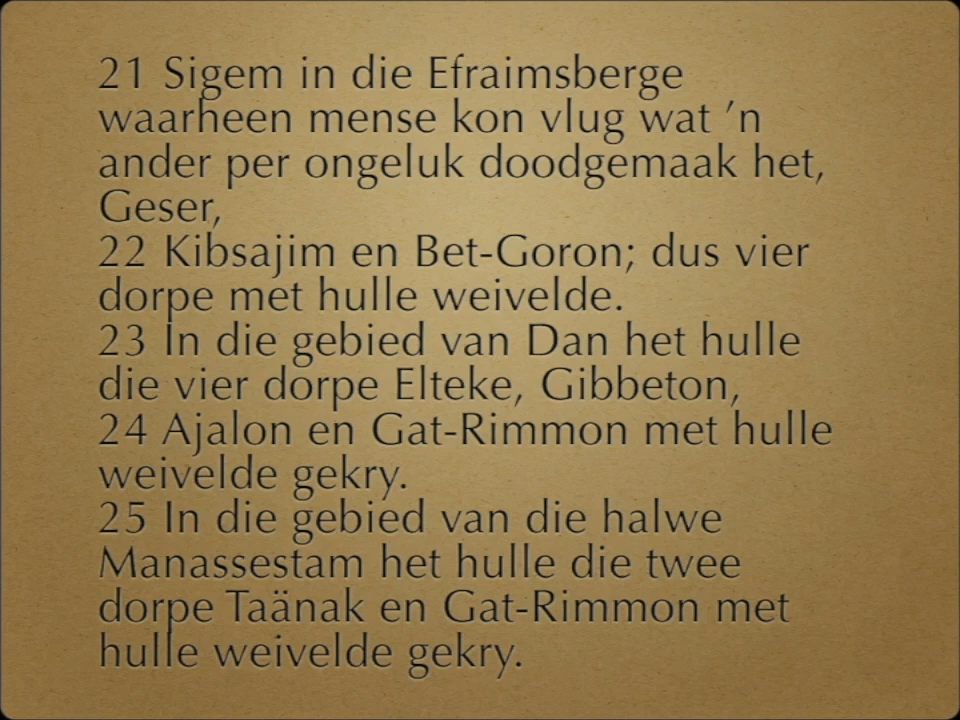 21 Sigem in die Efraimsberge
waarheen mense kon vlug wat ’n
ander per ongeluk doodgemaak het,
Geser,
22 Kibsajim en Bet-Goron; dus vier
dorpe met hulle weivelde.
23 In die gebied van Dan het hulle
die vier dorpe Elteke, Gibbeton,
24 Ajalon en Gat-Rimmon met hulle
weivelde gekry.
25 In die gebied van die halwe
Manassestam het hulle die twee
dorpe Taänak en Gat-Rimmon met
hulle weivelde gekry.